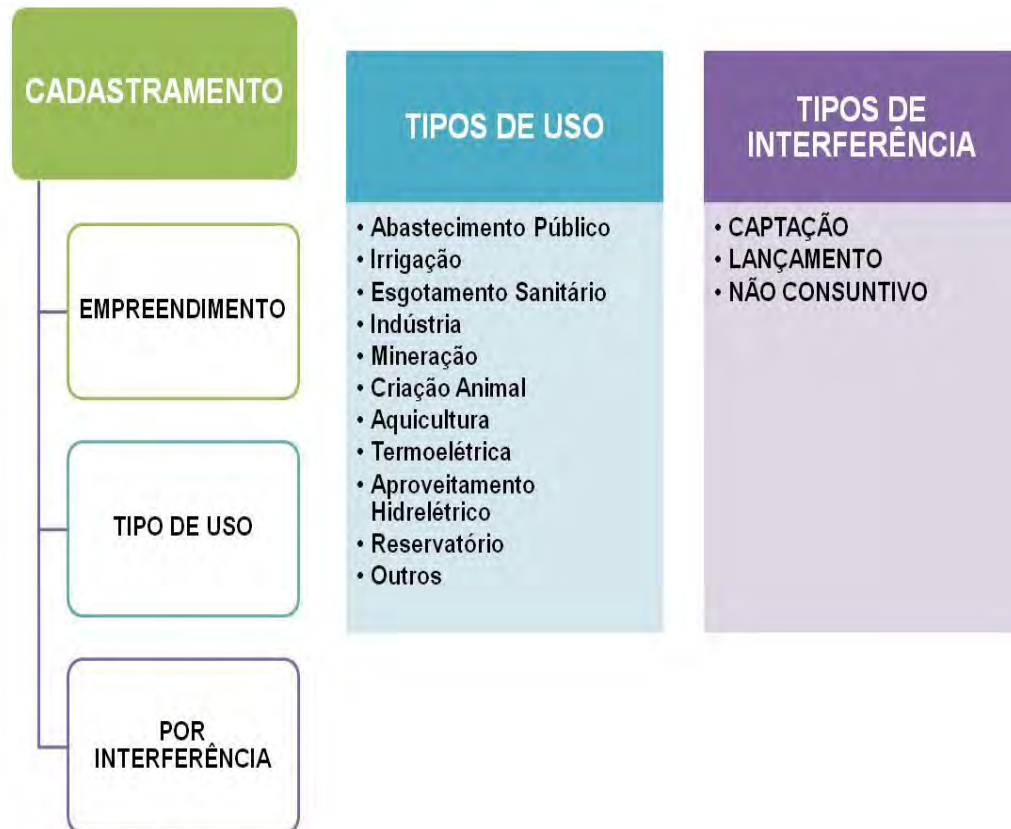 CADASTRAMENTO
EMPREENDIMENTO
TIPO DE USO
POR
INTERFERÊNCIA
TIPOS DE USO
• Abastecimento Público
• Irrigação
• Esgotamento Sanitário
• Indústria
• Mineração
• Criação Animal
• Aquicultura
• Termoelétrica
• Aproveitamento
Hidrelétrico
• Reservatório
• Outros
TIPOS DE
INTERFERÊNCIA
• CAPTAÇÃO
• LANÇAMENTO
• NÃO CONSUNTIVO